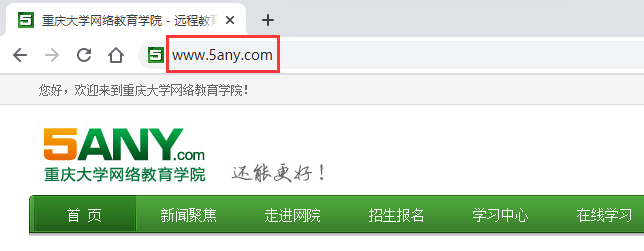 重庆大学网络教育学院 - 远程教育
www.5any.com
您好，欢迎来到重庆大学网络教育学院！
5ANY.com
重庆大学网络教育学院 还能更好！
首 页 新闻聚焦 走进网院 招生报名 学习中心 在线学习